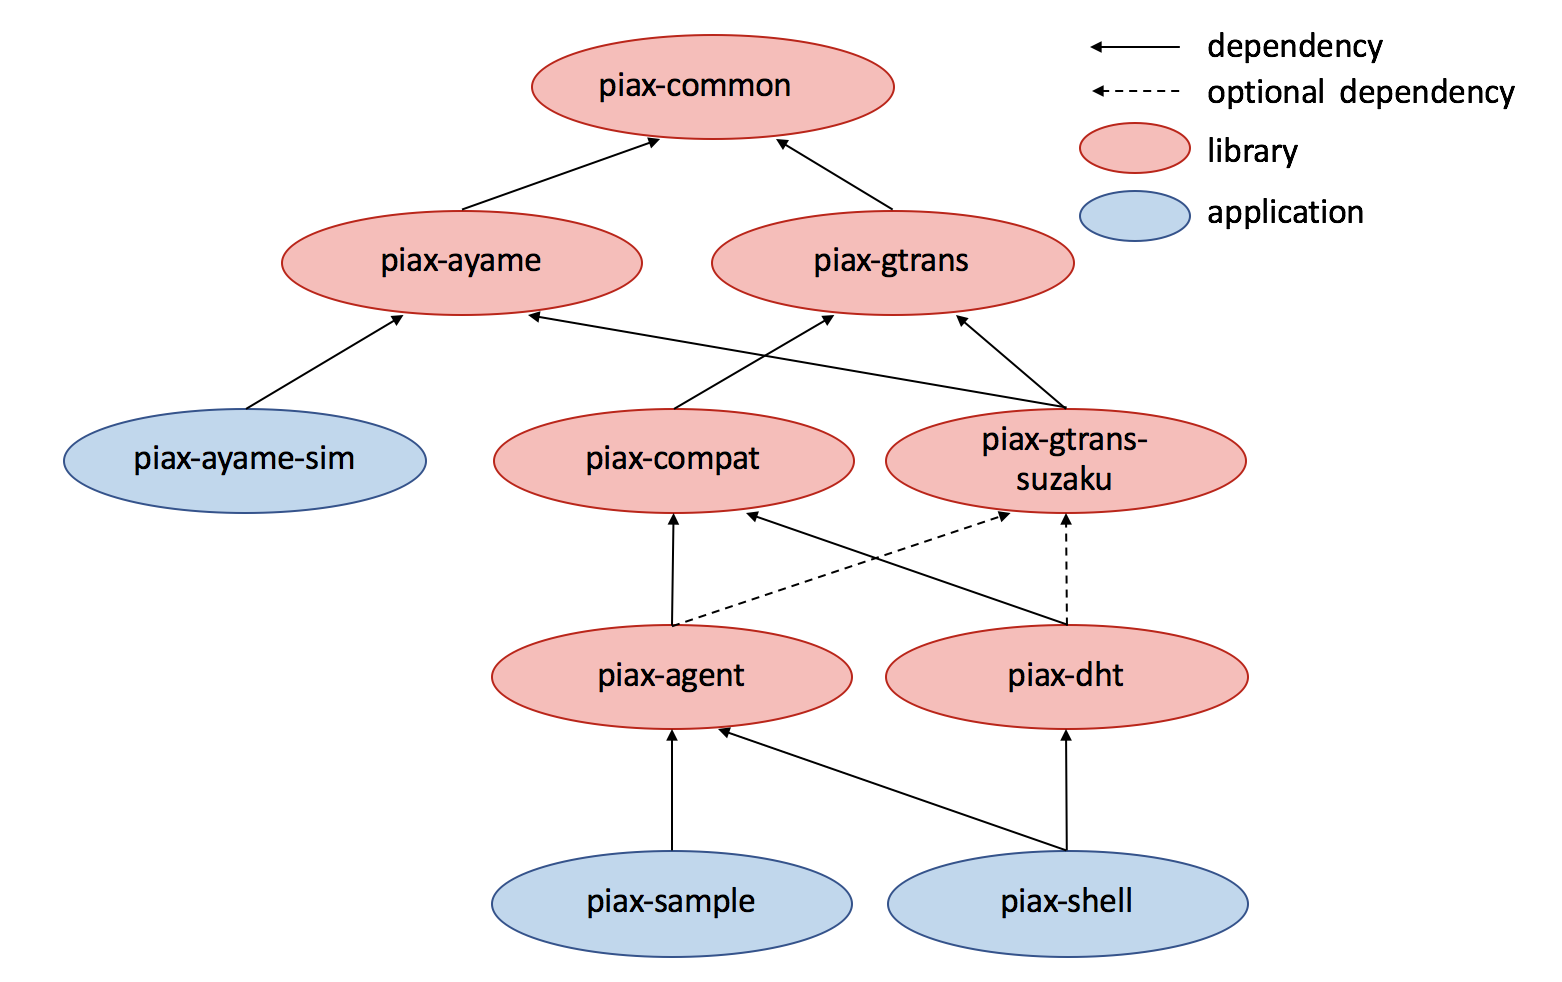 piax-common
dependency
optional dependency
library
application
piax-ayame
piax-gtrans
piax-ayame-sim
piax-compat
piax-gtrans-
suzaku
piax-agent
piax-dht
piax-sample
piax-shell